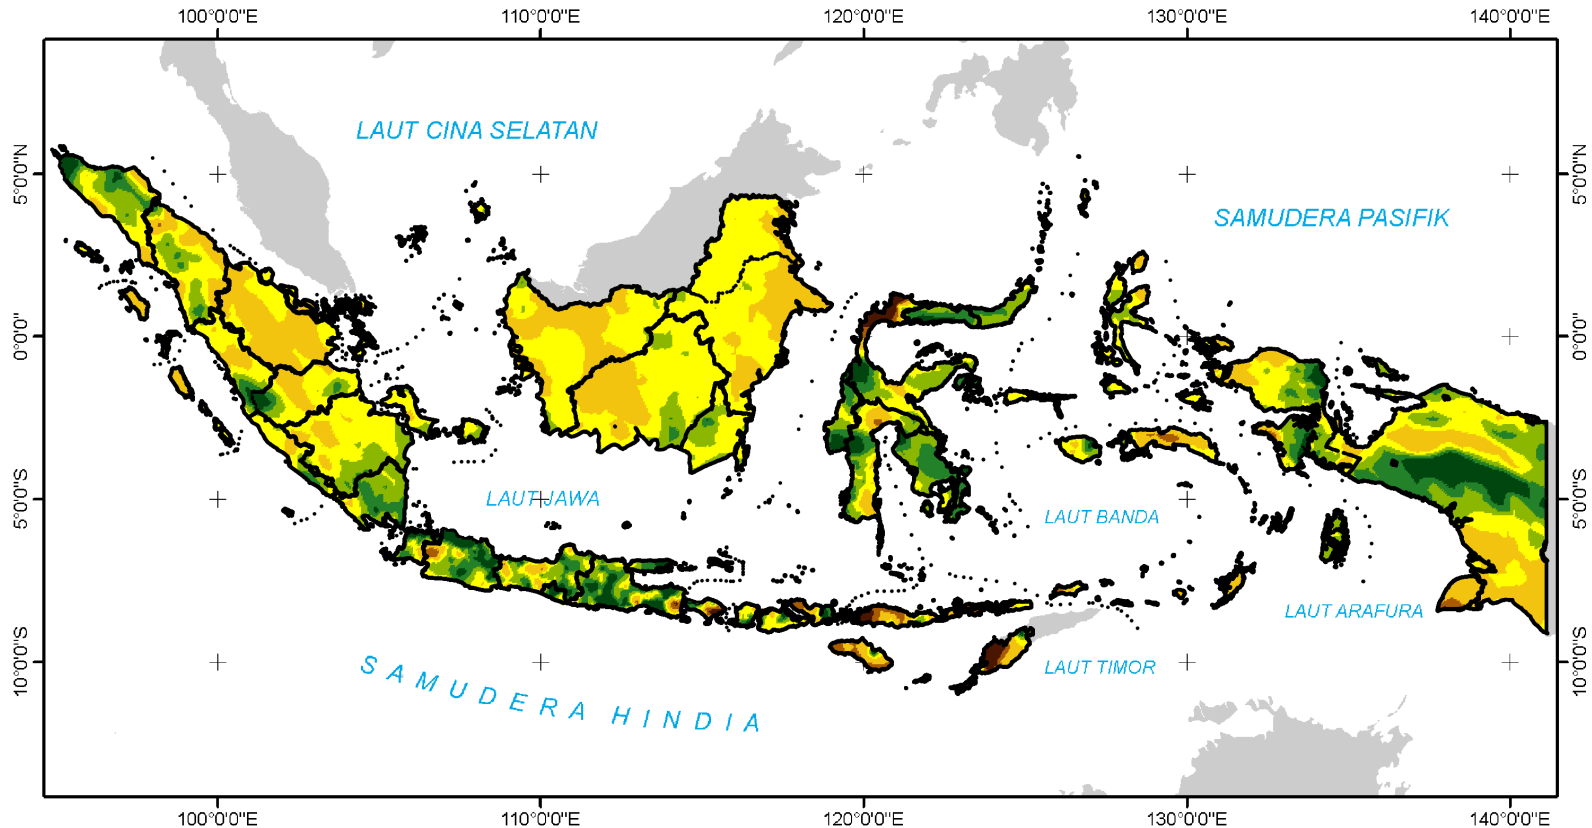 100°0'0"E 110°0'0"E 120°0'0"E 130°0'0"E 140°0'0"E
LAUT CINA SELATAN
5°0'0"N 5°0'0"N
SAMUDERA PASIFIK
0°0'0" 0°0'0"
LAUT JAWA
5°0'0"S 5°0'0"S
LAUT BANDA
LAUT ARAFURA
10°0'0"S 10°0'0"S
LAUT TIMOR
SAMUDERA HINDIA
100°0'0"E 110°0'0"E 120°0'0"E 130°0'0"E 140°0'0"E